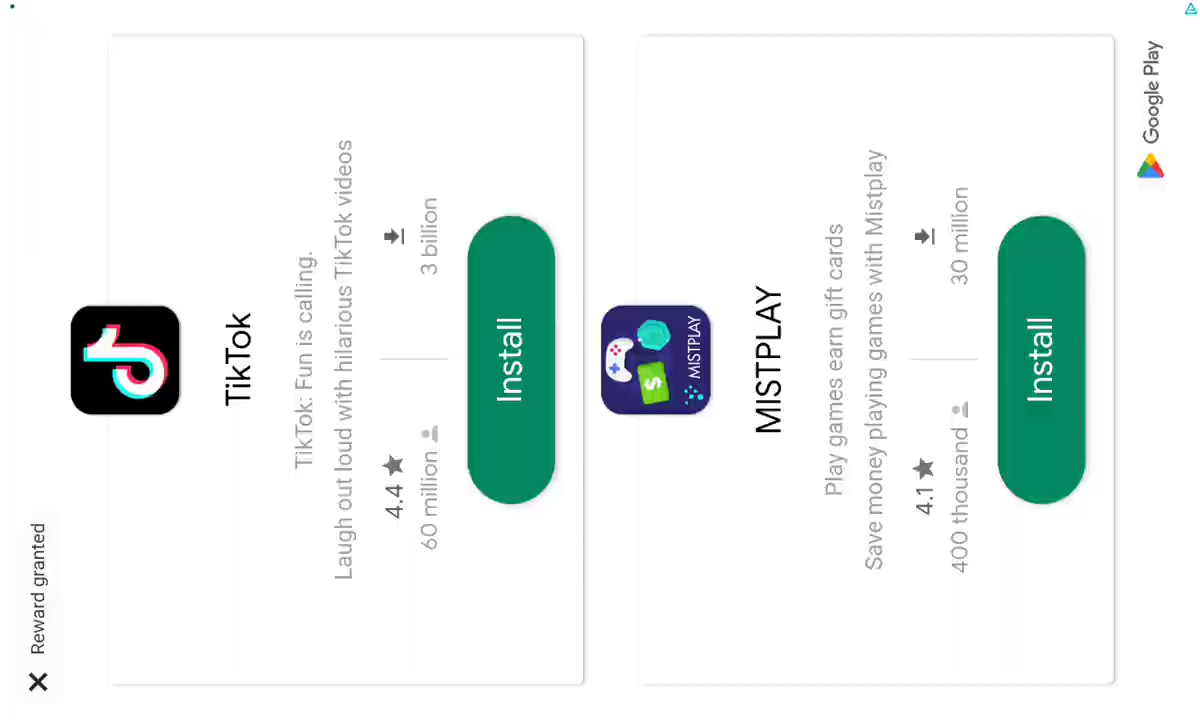 Reward granted
TikTok
TikTok: Fun is calling.
Laugh out loud with hilarious TikTok videos
4.4
60 million
3 billion
Install
MISTPLAY
MISTPLAY
Play games earn gift cards
Save money playing games with Mistplay
4.1
400 thousand
30 million
Install
Google Play